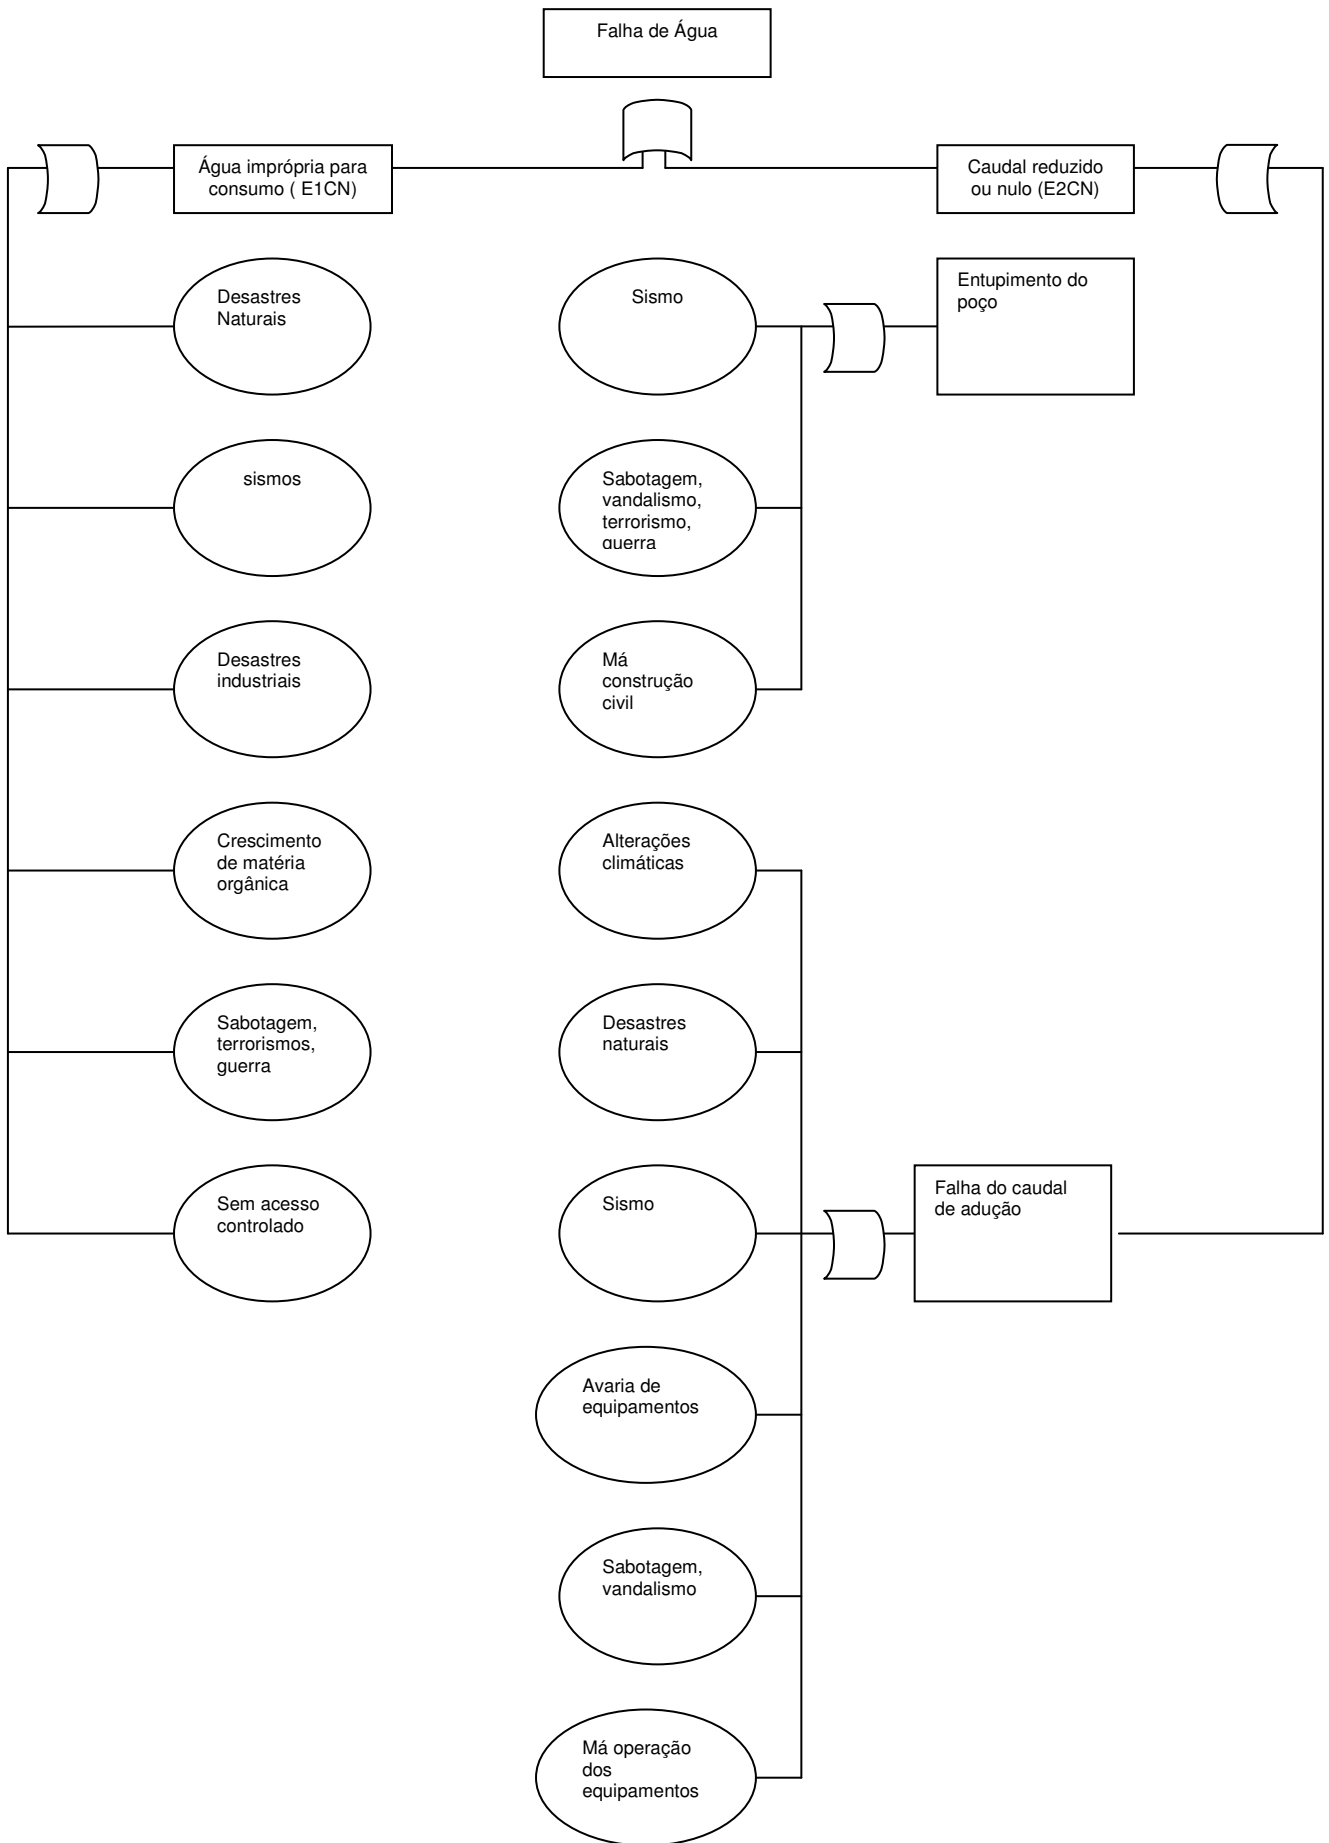 Falha de Água
Água imprópria para
consumo ( E1CN)
Caudal reduzido
ou nulo (E2CN)
Desastres
Naturais
Sismo
Entupimento do
poço
sismos
Sabotagem,
vandalismo,
terrorismo,
guerra
Desastres
industriais
Má
construção
civil
Crescimento
de matéria
orgânica
Alterações
climáticas
Sabotagem,
terrorismos,
guerra
Desastres
naturais
Sem acesso
controlado
Sismo
Falha do caudal
de adução
Avaria de
equipamentos
Sabotagem,
vandalismo
Má operação
dos
equipamentos